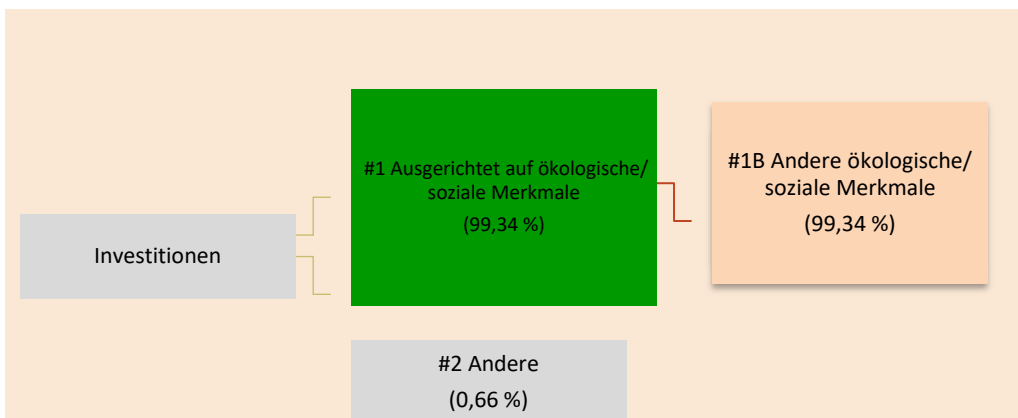 Investitionen
#1 Ausgerichtet auf ökologische/
soziale Merkmale
(99,34 %)
#1B Andere ökologische/
soziale Merkmale
(99,34 %)
#2 Andere
(0,66 %)